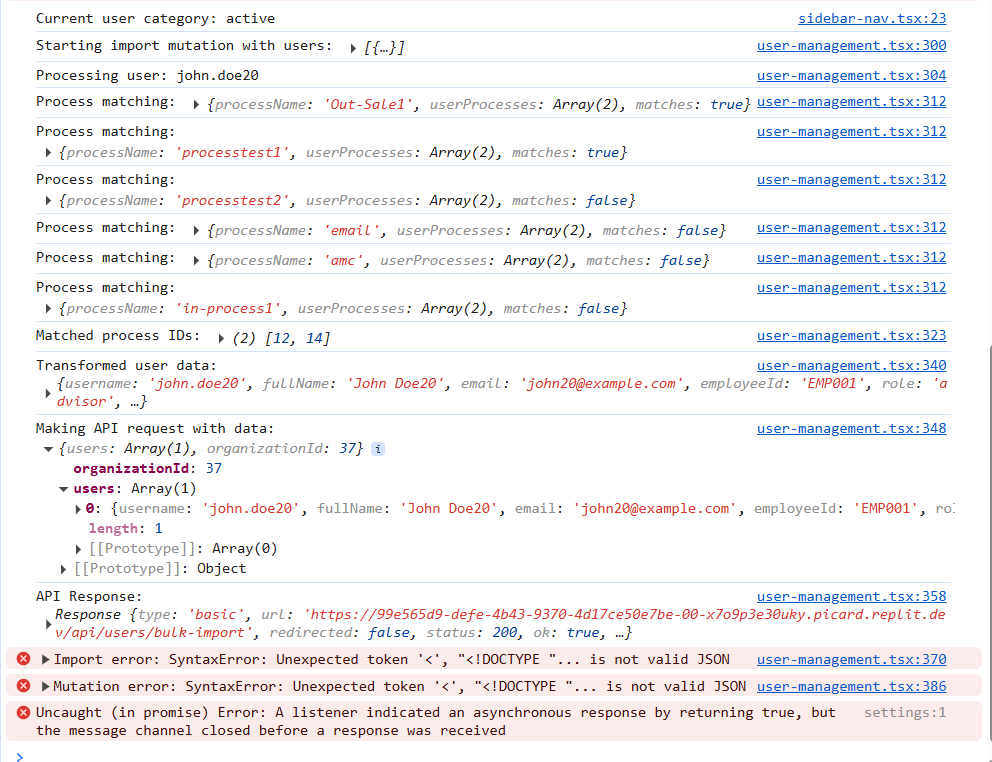 Current user category: active sidebar-nav.tsx:23
Starting import mutation with users: [{…}] user-management.tsx:300
Processing user: john.doe20 user-management.tsx:304
Process matching: {processName: 'Out-Sale1', userProcesses: Array(2), matches: true} user-management.tsx:312
Process matching: user-management.tsx:312
{processName: 'processtest1', userProcesses: Array(2), matches: true}
Process matching: user-management.tsx:312
{processName: 'processtest2', userProcesses: Array(2), matches: false}
Process matching: {processName: 'email', userProcesses: Array(2), matches: false} user-management.tsx:312
Process matching: {processName: 'amc', userProcesses: Array(2), matches: false} user-management.tsx:312
Process matching: user-management.tsx:312
{processName: 'in-process1', userProcesses: Array(2), matches: false}
Matched process IDs: (2) [12, 14] user-management.tsx:323
Transformed user data: user-management.tsx:340
{username: 'john.doe20', fullName: 'John Doe20', email: 'john20@example.com', employeeId: 'EMP001', role: 'a
dvisor', …}
Making API request with data: user-management.tsx:348
{users: Array(1), organizationId: 37} i
organizationId: 37
users: Array(1)
0: {username: 'john.doe20', fullName: 'John Doe20', email: 'john20@example.com', employeeId: 'EMP001', rol
length: 1
[[Prototype]]: Array(0)
[[Prototype]]: Object
API Response: user-management.tsx:358
Response {type: 'basic', url: 'https://99e565d9-defe-4b43-9370-4d17ce50e7be-00-x7o9p3e30uky.picard.replit.de
v/api/users/bulk-import', redirected: false, status: 200, ok: true, …}
Import error: SyntaxError: Unexpected token '<', "<!DOCTYPE "... is not valid JSON user-management.tsx:370
Mutation error: SyntaxError: Unexpected token '<', "<!DOCTYPE "... is not valid JSON user-management.tsx:386
Uncaught (in promise) Error: A listener indicated an asynchronous response by returning true, but settings:1
the message channel closed before a response was received